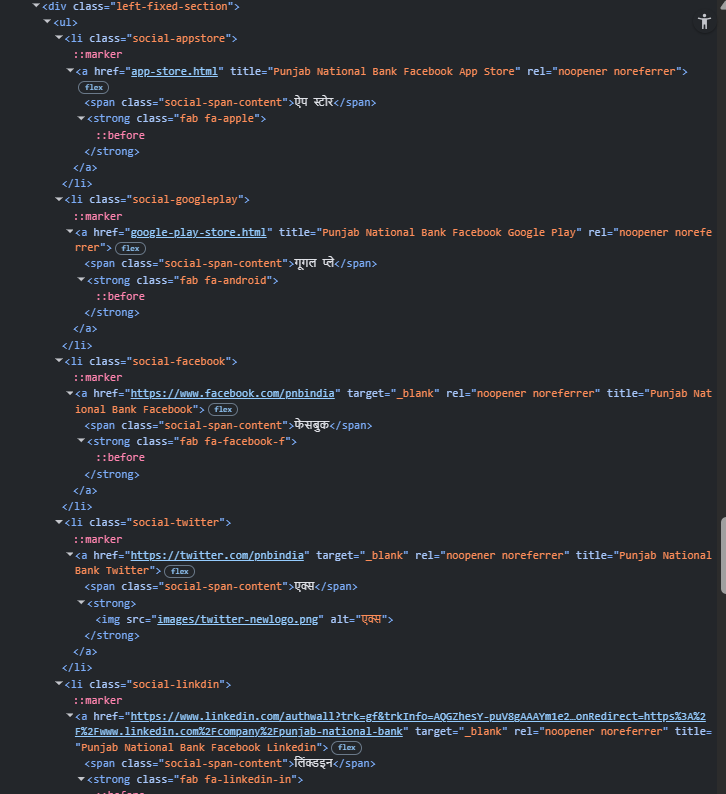 <div class="left-fixed-section">
<ul>
<li class="social-appstore">
::marker
<a href="app-store.html" title="Punjab National Bank Facebook App Store" rel="noopener noreferrer">
flex
<span class="social-span-content">ऐप स्टोर</span>
<strong class="fab fa-apple">
::before
</strong>
</a>
</li>
<li class="social-googleplay">
::marker
<a href="google-play-store.html" title="Punjab National Bank Facebook Google Play" rel="noopener norefe
rrer"> flex
<span class="social-span-content">गूगल प्ले</span>
<strong class="fab fa-android">
::before
</strong>
</a>
</li>
<li class="social-facebook">
::marker
<a href="https://www.facebook.com/pnbindia" target="_blank" rel="noopener noreferrer" title="Punjab Nat
ional Bank Facebook"> flex
<span class="social-span-content">फेसबुक</span>
<strong class="fab fa-facebook-f">
::before
</strong>
</a>
</li>
<li class="social-twitter">
::marker
<a href="https://twitter.com/pnbindia" target="_blank" rel="noopener noreferrer" title="Punjab National
Bank Twitter"> flex
<span class="social-span-content">एक्स</span>
<strong>
<img src="images/twitter-newlogo.png" alt="एक्स">
</strong>
</a>
</li>
<li class="social-linkdin">
::marker
<a href="https://www.linkedin.com/authwall?trk=gf&trkInfo=AQGZhesY-puV8gAAAYm1e2…onRedirect=https%3A%2
F%2Fwww.linkedin.com%2Fcompany%2Fpunjab-national-bank" target="_blank" rel="noopener noreferrer" title=
"Punjab National Bank Facebook Linkedin"> flex
<span class="social-span-content">लिंक्डइन</span>
<strong class="fab fa-linkedin-in">
::before